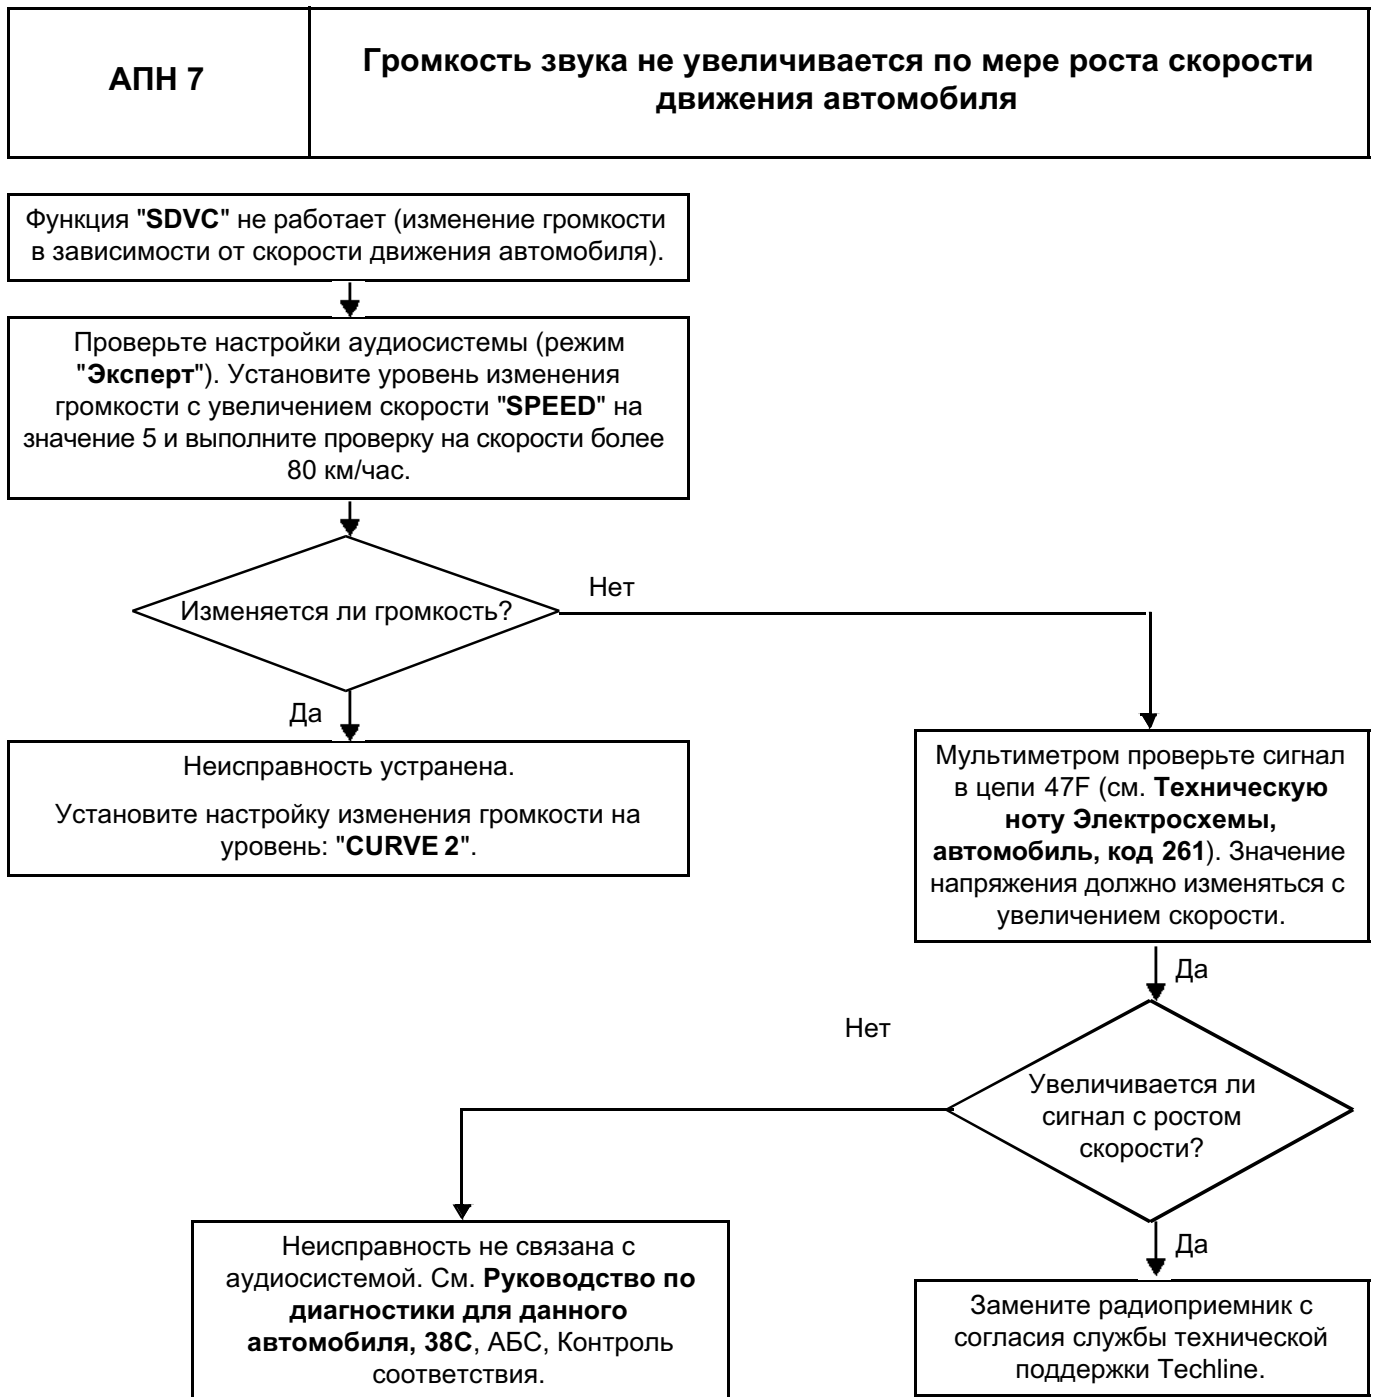 АПН 7
Громкость звука не увеличивается по мере роста скорости
движения автомобиля
Функция "SDVC" не работает (изменение громкости
в зависимости от скорости движения автомобиля).
Проверьте настройки аудиосистемы (режим
"Эксперт"). Установите уровень изменения
громкости с увеличением скорости "SPEED" на
значение 5 и выполните проверку на скорости более
80 км/час.
Изменяется ли громкость?
Нет
Да
Неисправность устранена.
Установите настройку изменения громкости на
уровень: "CURVE 2".
Мультиметром проверьте сигнал
в цепи 47F (см. Техническую
ноту Электросхемы,
автомобиль, код 261). Значение
напряжения должно изменяться с
увеличением скорости.
Да
Нет
Увеличивается ли
сигнал с ростом
скорости?
Да
Неисправность не связана с
аудиосистемой. См. Руководство по
диагностики для данного
автомобиля, 38C, АБС, Контроль
соответствия.
Замените радиоприемник с
согласия службы технической
поддержки Techline.